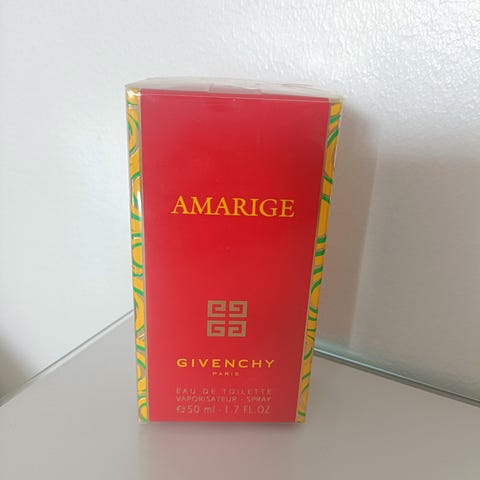 AMARIGE
GIVENCHY
PARIS
EAU DE TOILETTE
VAPORISATEUR - SPRAY
℮50 ml - 1.7 FL.OZ